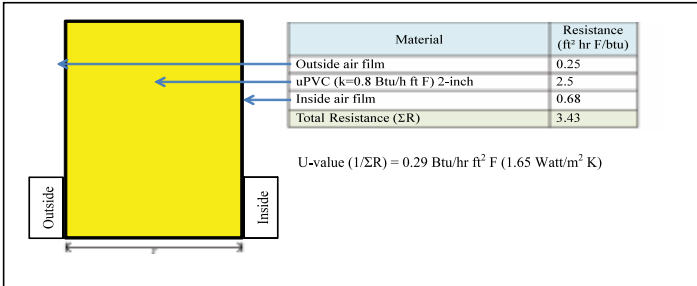 Material Resistance (ft² hr F/btu)
Outside air film 0.25
uPVC (k=0.8 Btu/h ft F) 2-inch 2.5
Inside air film 0.68
Total Resistance (ΣR) 3.43
U-value (1/ΣR) = 0.29 Btu/hr ft² F (1.65 Watt/m² K)
Outside
Inside